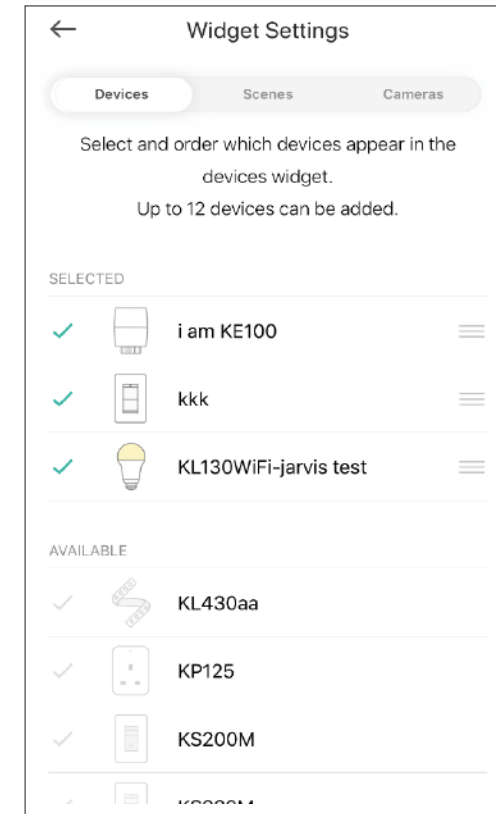 Widget Settings
Devices Scenes Cameras
Select and order which devices appear in the
devices widget.
Up to 12 devices can be added.
SELECTED
i am KE100
kkk
KL130WiFi-jarvis test
AVAILABLE
KL430aa
KP125
KS200M